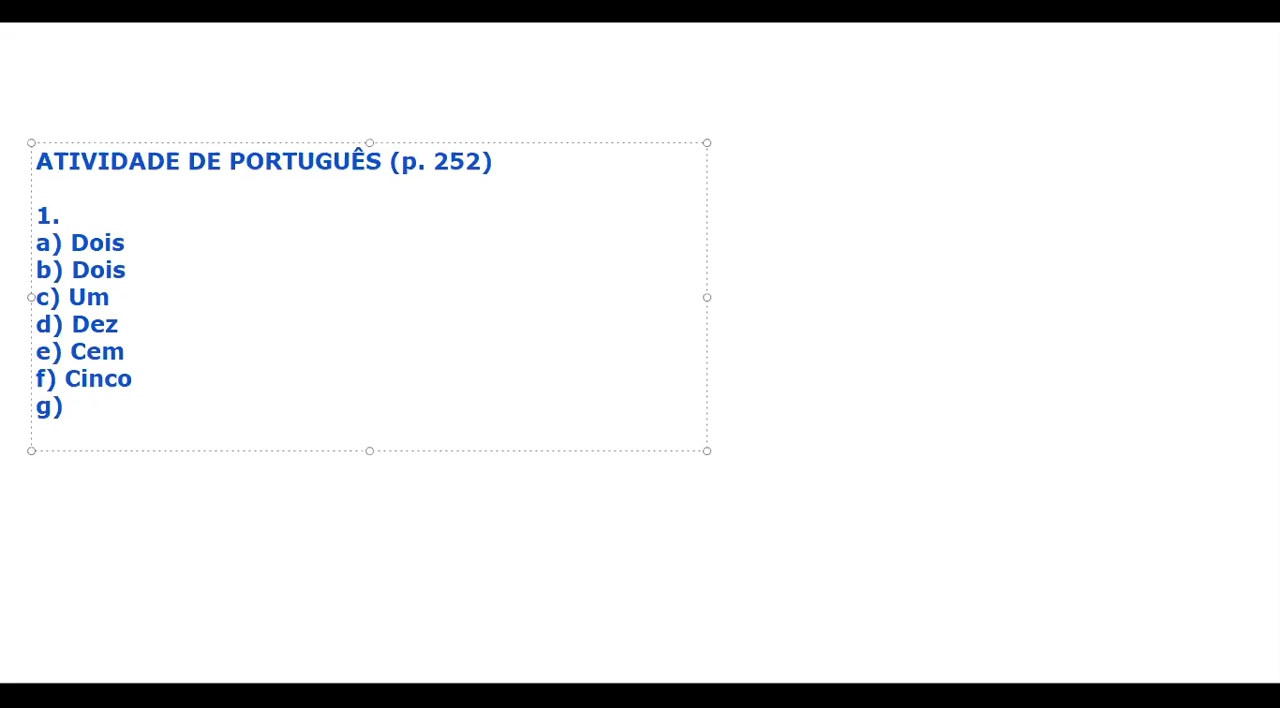 ATIVIDADE DE PORTUGUÊS (p. 252)
1.
a) Dois
b) Dois
c) Um
d) Dez
e) Cem
f) Cinco
g)